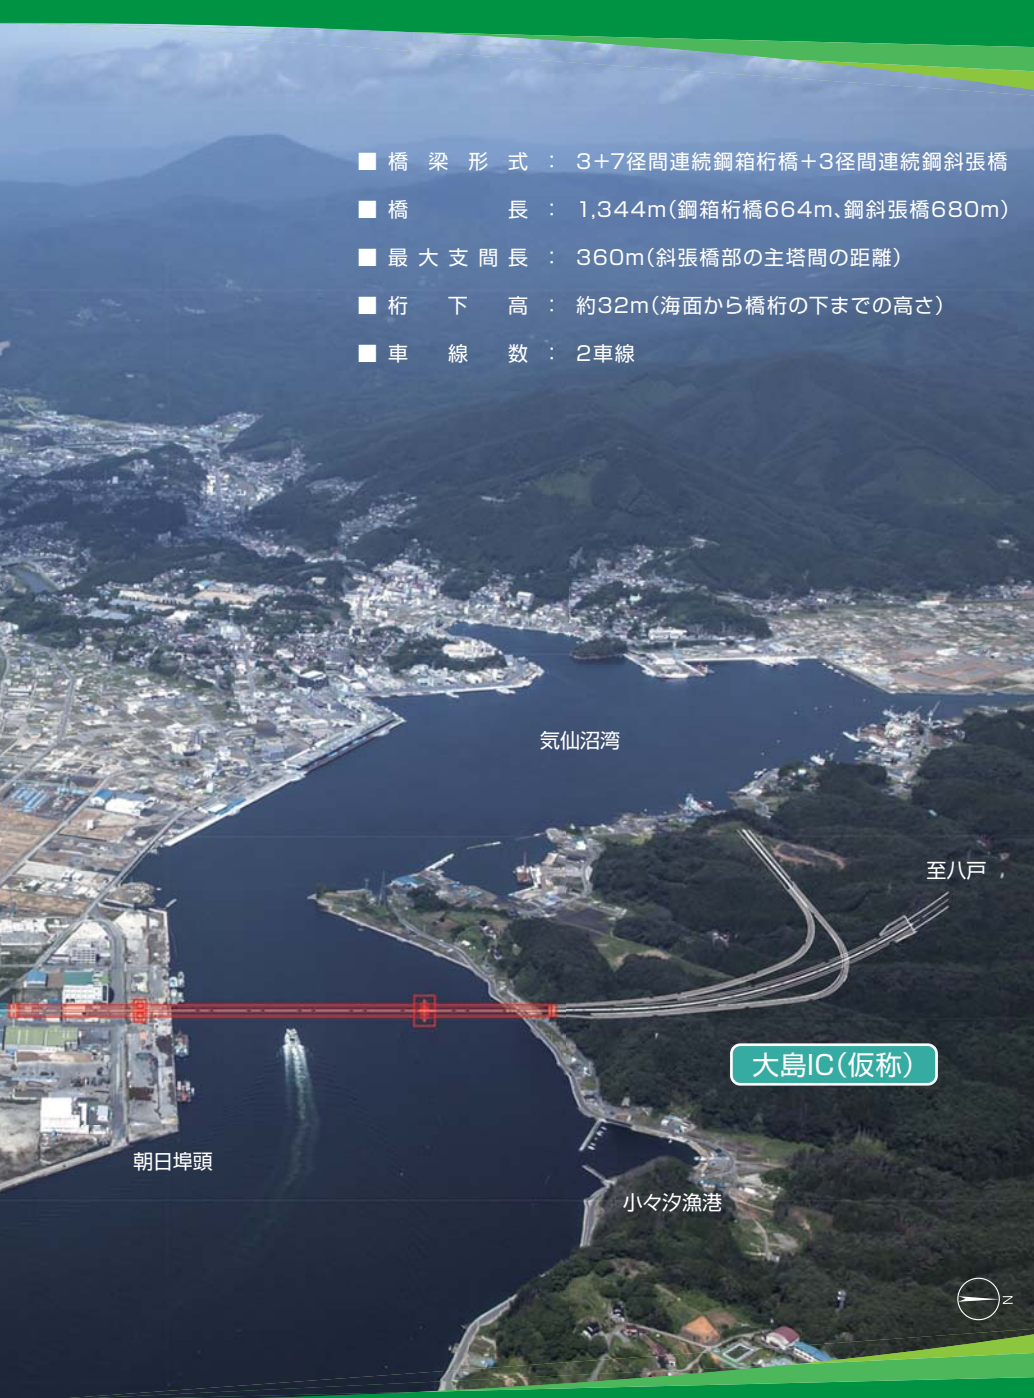 ■ 橋梁形式：3+7径間連続鋼箱桁橋+3径間連続鋼斜張橋
■ 橋長：1,344m（鋼箱桁橋664m、鋼斜張橋680m）
■ 最大支間長：360m（斜張橋部の主塔間の距離）
■ 桁下高：約32m（海面から橋桁の下までの高さ）
■ 車線数：2車線
気仙沼湾
至八戸
大島IC（仮称）
朝日埠頭
小々汐漁港
N